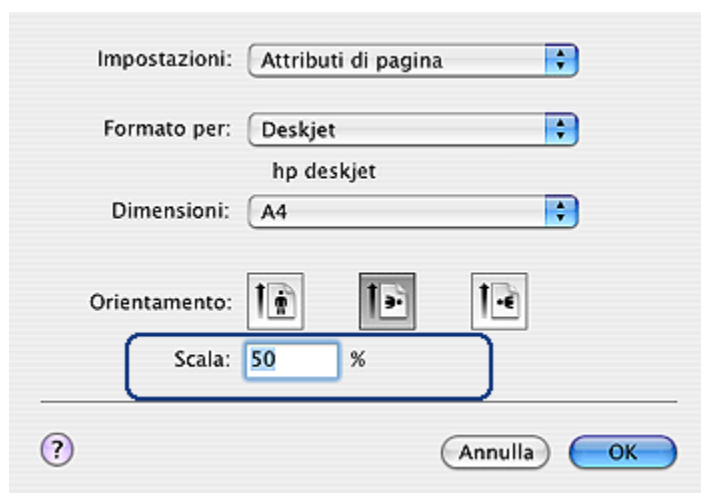 Impostazioni: Attributi di pagina
Formato per: Deskjet
hp deskjet
Dimensioni: A4
Orientamento:
Scala: 50 %
? Annulla OK